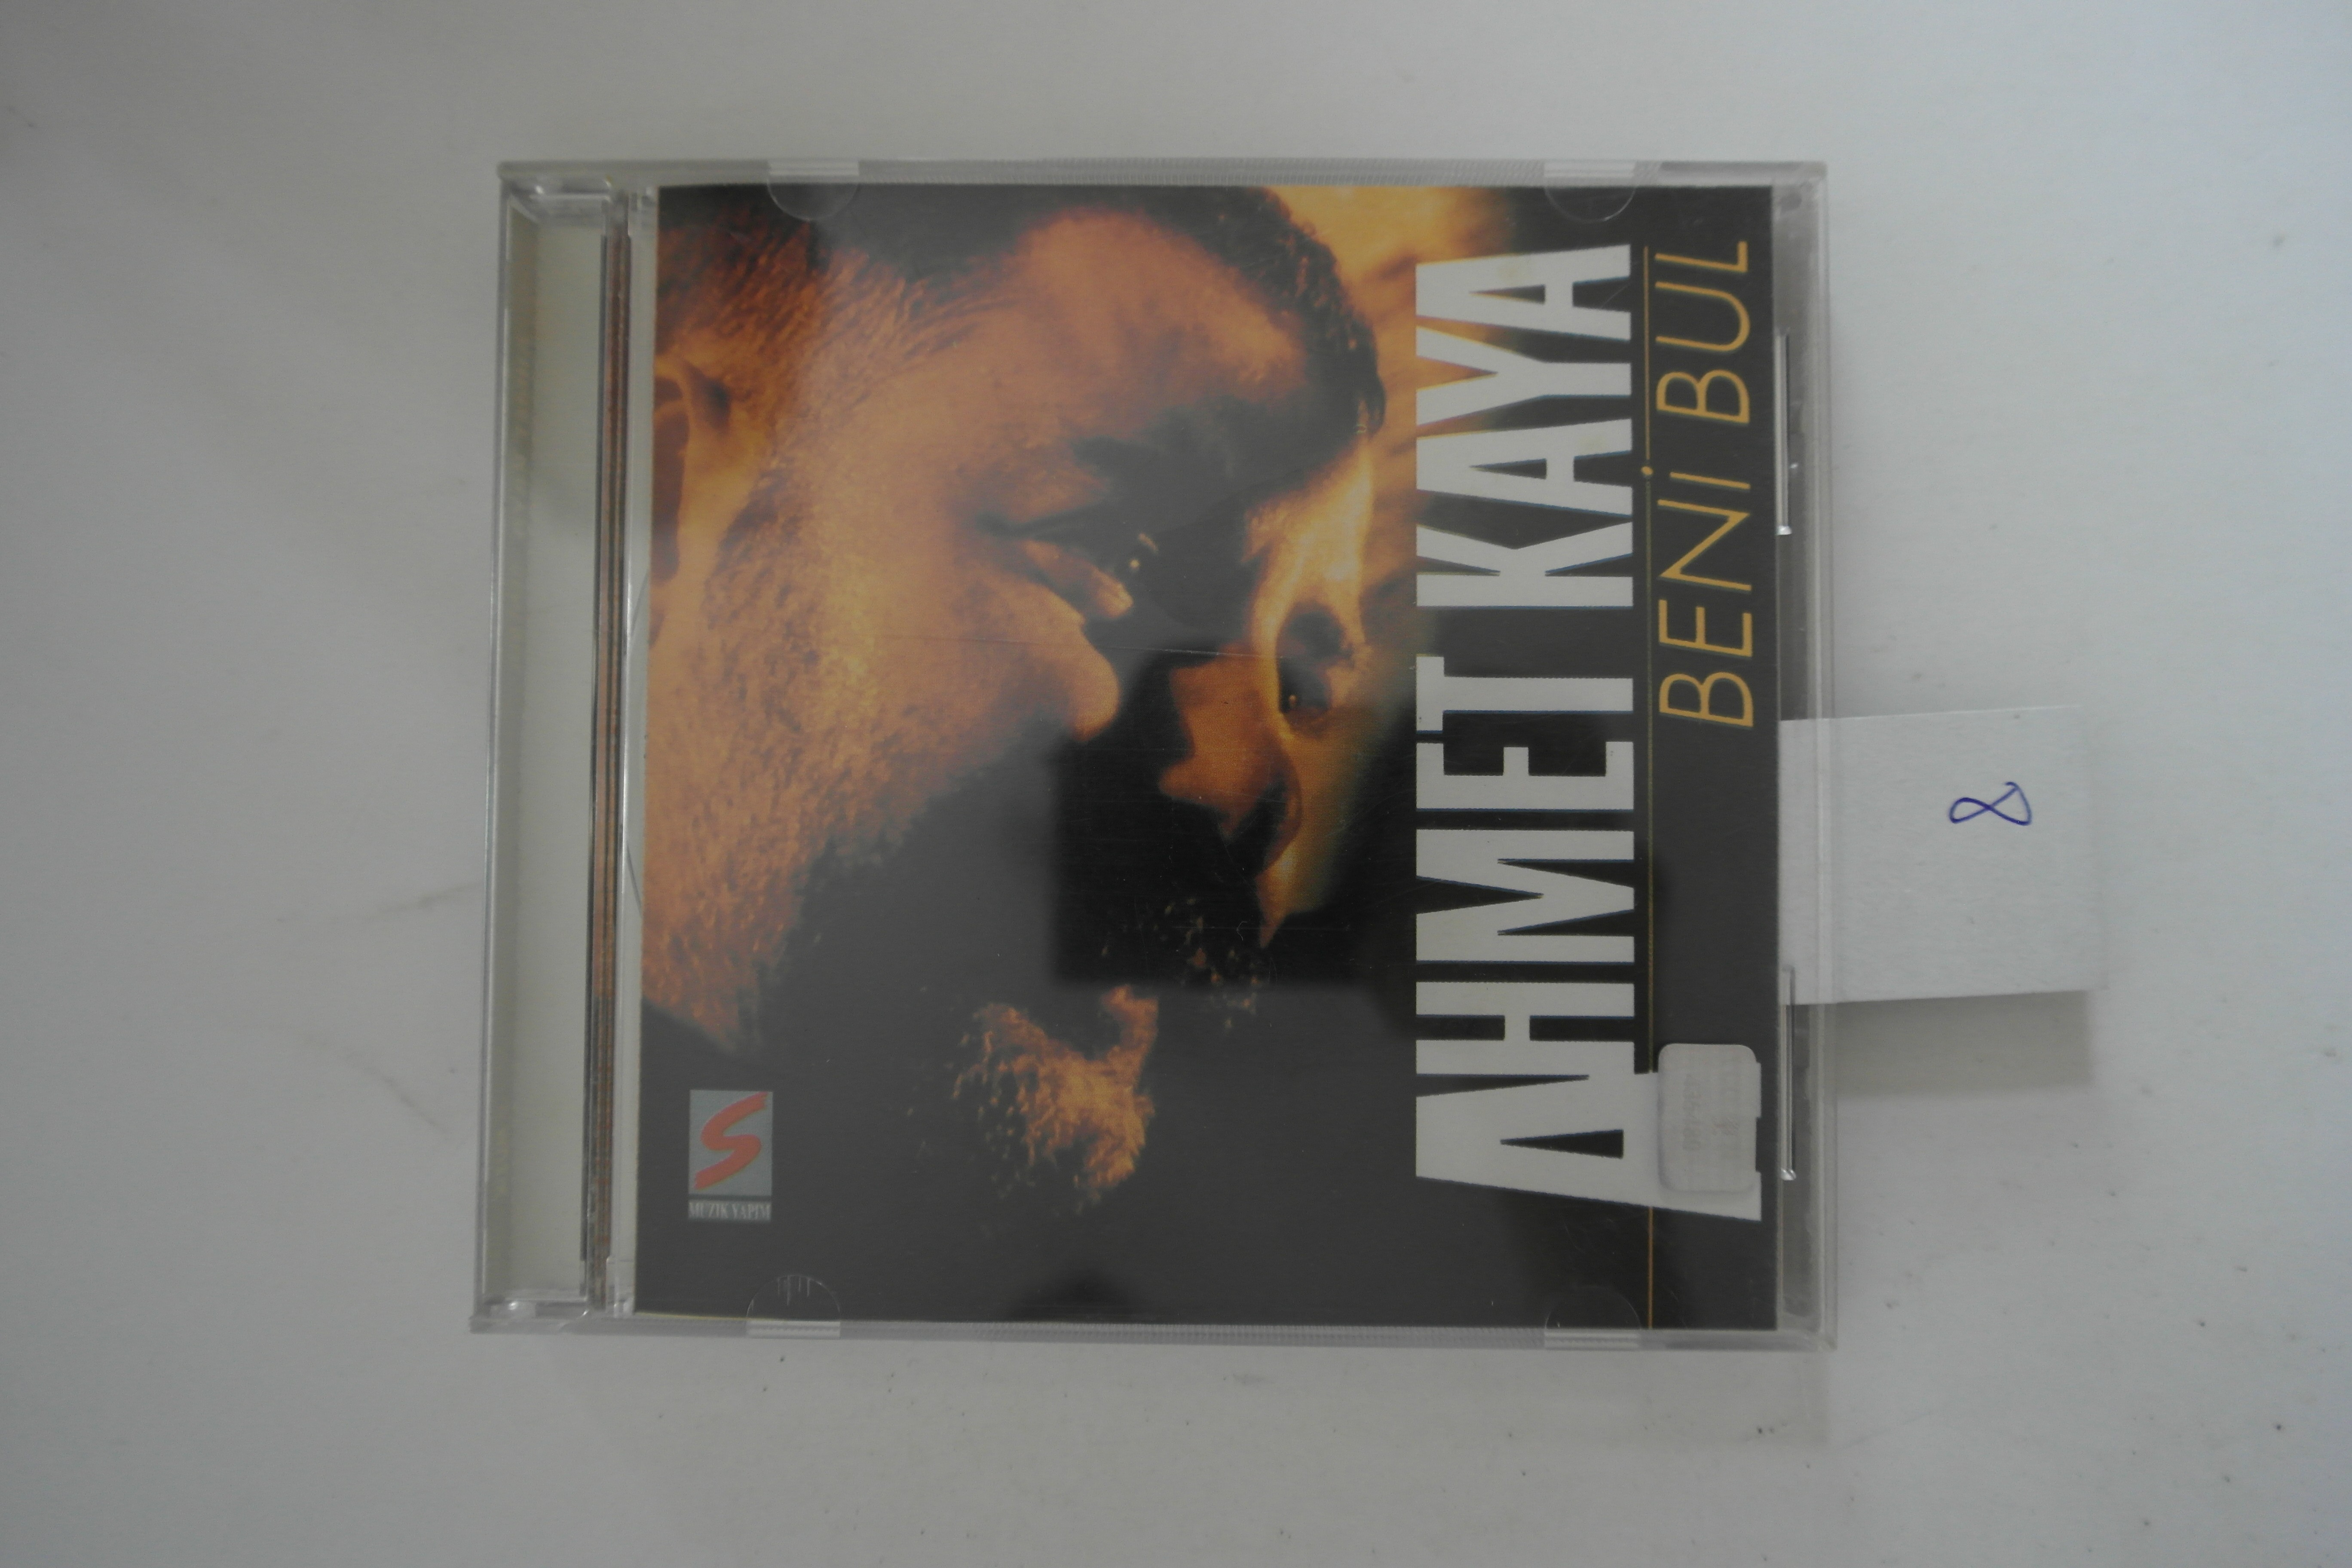 AHMET KAYA
BENİ BUL
S
MÜZİK YAPIM
8